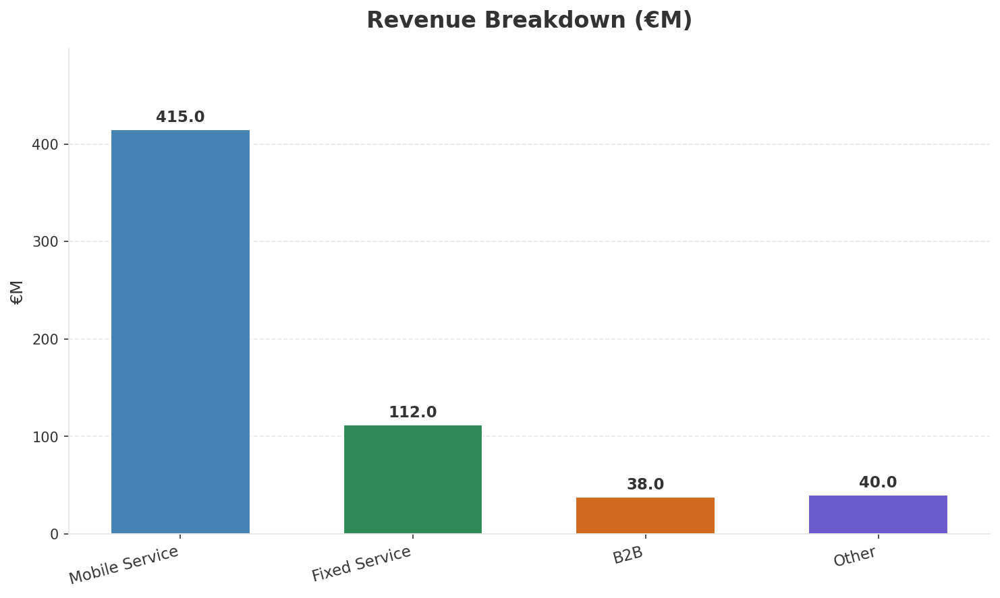 Revenue Breakdown (€M)
€M
400
300
200
100
0
415.0
112.0
38.0
40.0
Mobile Service
Fixed Service
B2B
Other